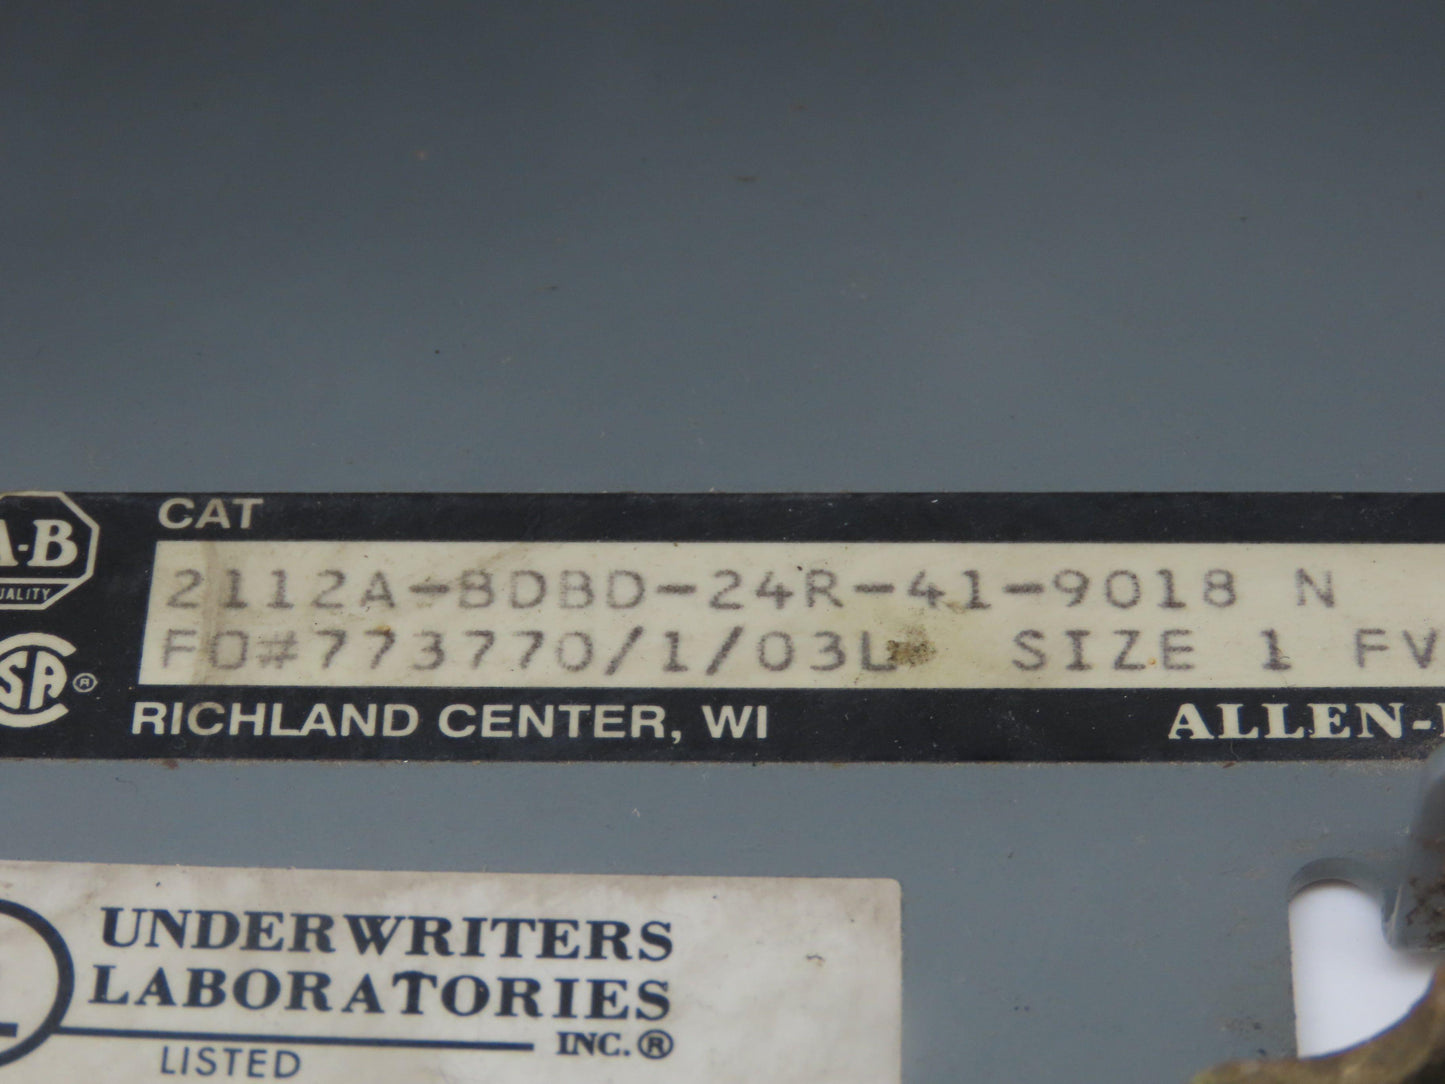 CAT
A-B
QUALITY
2112A-BDBD-24R-41-9018 N
FO#773770/1/03L SIZE 1 FV
SA ®
RICHLAND CENTER, WI ALLEN-
UNDERWRITERS
LABORATORIES
INC.®
LISTED